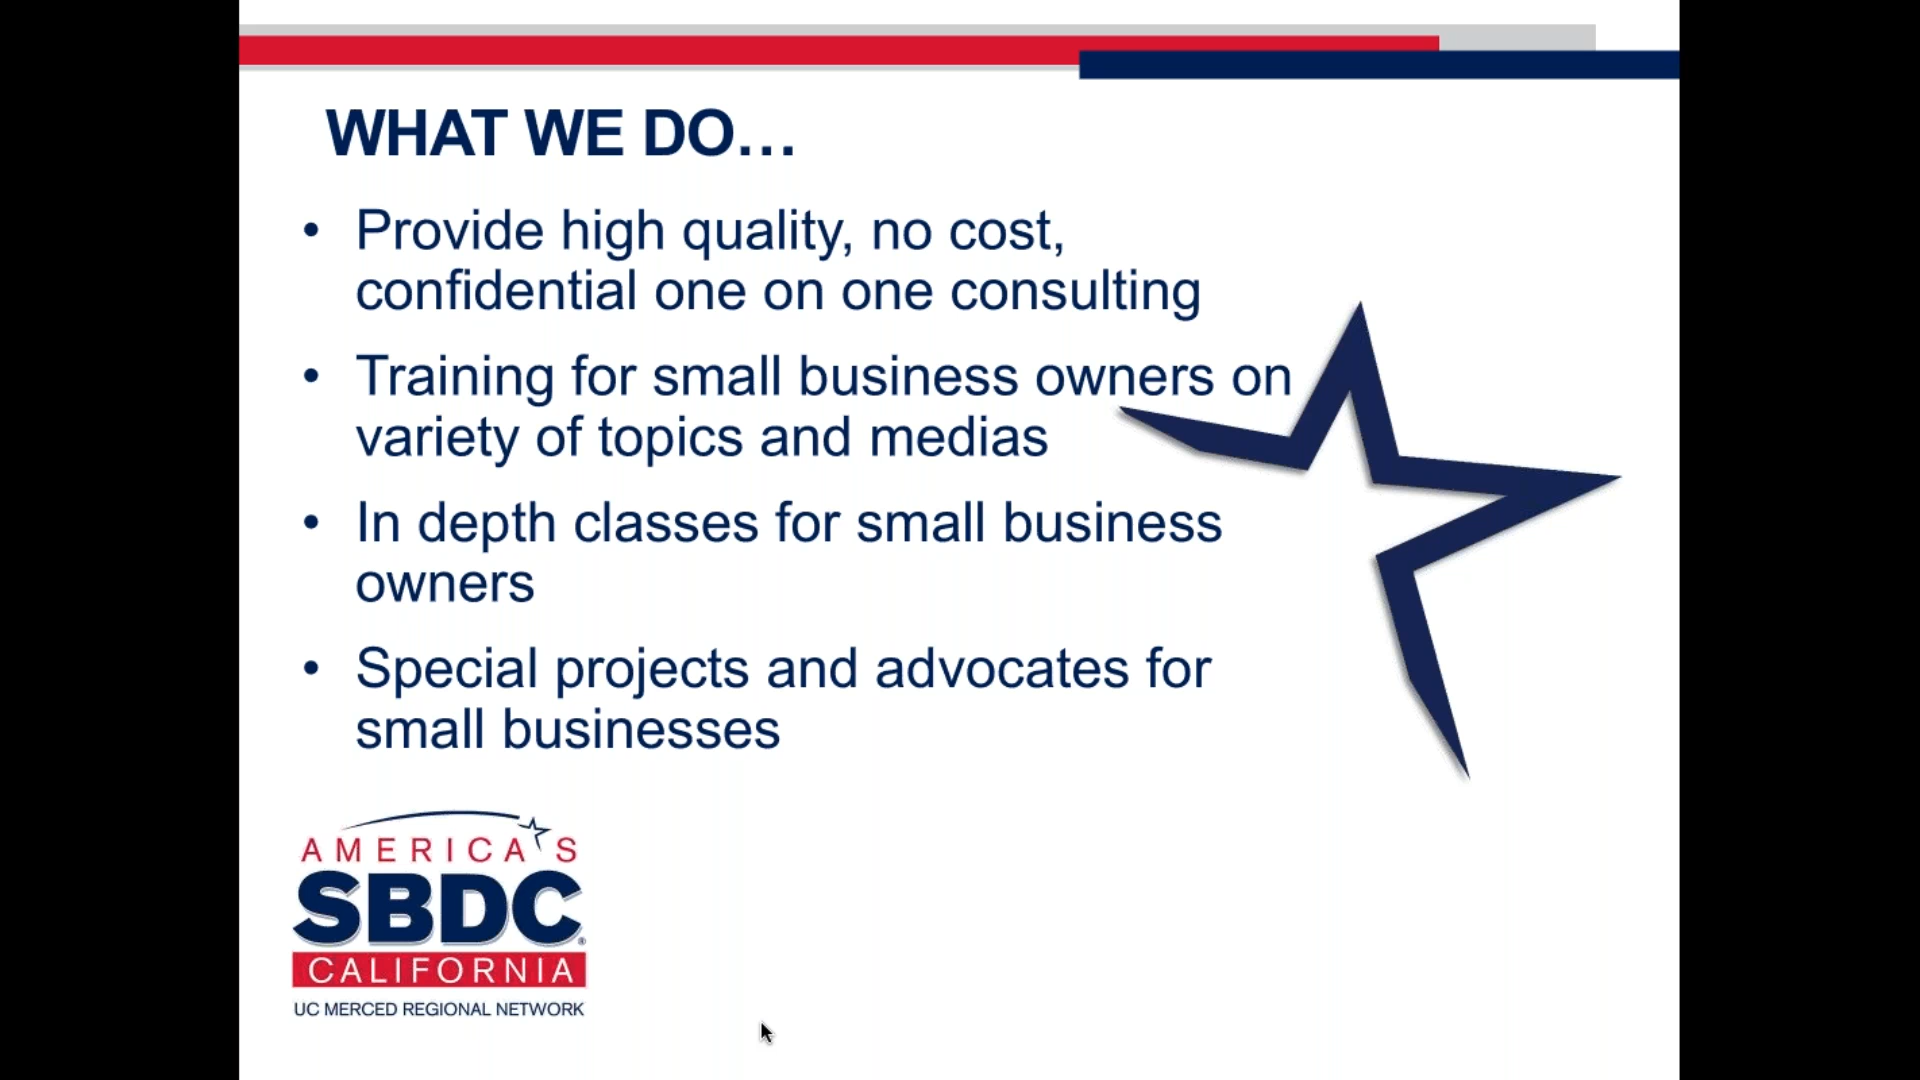 WHAT WE DO…
• Provide high quality, no cost,
confidential one on one consulting
• Training for small business owners on
variety of topics and medias
• In depth classes for small business
owners
• Special projects and advocates for
small businesses
AMERICA'S
SBDC®
CALIFORNIA
UC MERCED REGIONAL NETWORK